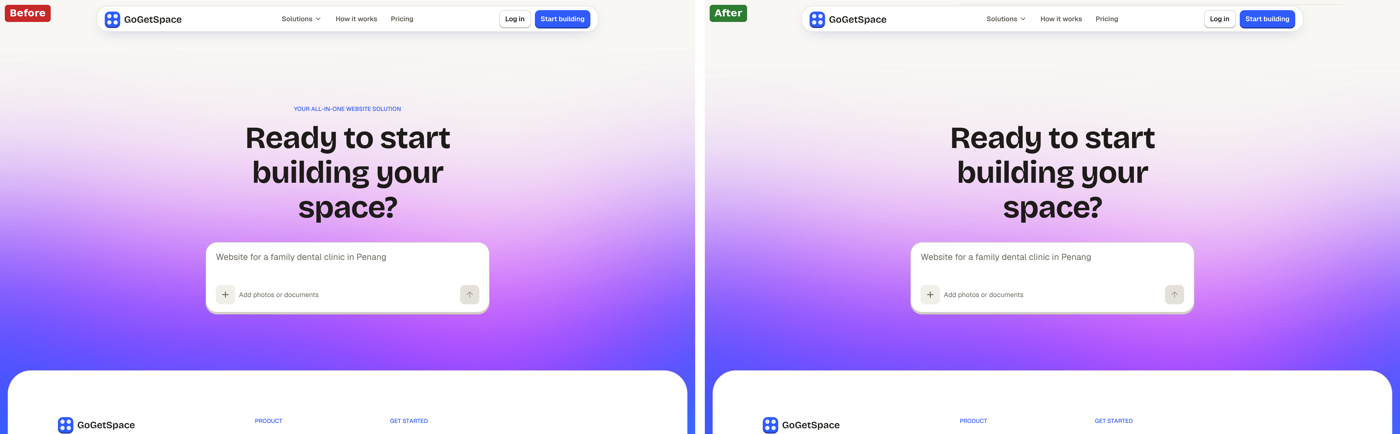 Before
GoGetSpace
Solutions
How it works
Pricing
Log in
Start building
YOUR ALL-IN-ONE WEBSITE SOLUTION
Ready to start
building your
space?
Website for a family dental clinic in Penang
Add photos or documents
GoGetSpace
PRODUCT
GET STARTED
After
GoGetSpace
Solutions
How it works
Pricing
Log in
Start building
Ready to start
building your
space?
Website for a family dental clinic in Penang
Add photos or documents
GoGetSpace
PRODUCT
GET STARTED